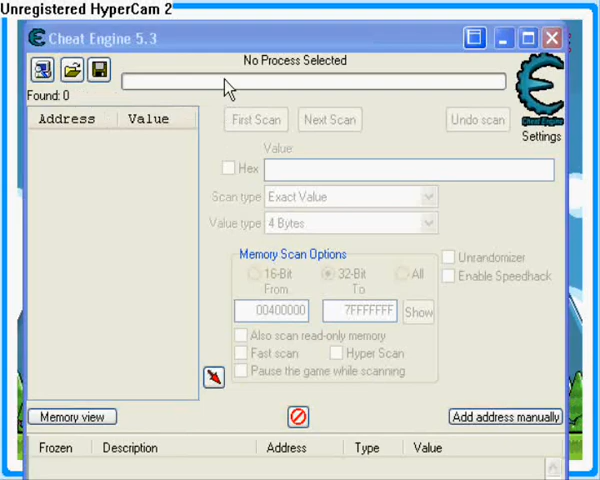 Unregistered HyperCam 2
Cheat Engine 5.3
No Process Selected
Found: 0
Cheat Engine
Settings
Address Value
First Scan Next Scan Undo scan
Value
Hex
Scan type Exact Value
Value type 4 Bytes
Memory Scan Options
16-Bit 32-Bit All
From To
00400000 7FFFFFFF Show
Also scan read-only memory
Fast scan Hyper Scan
Pause the game while scanning
Unrandomizer
Enable Speedhack
Memory view Add address manually
Frozen Description Address Type Value